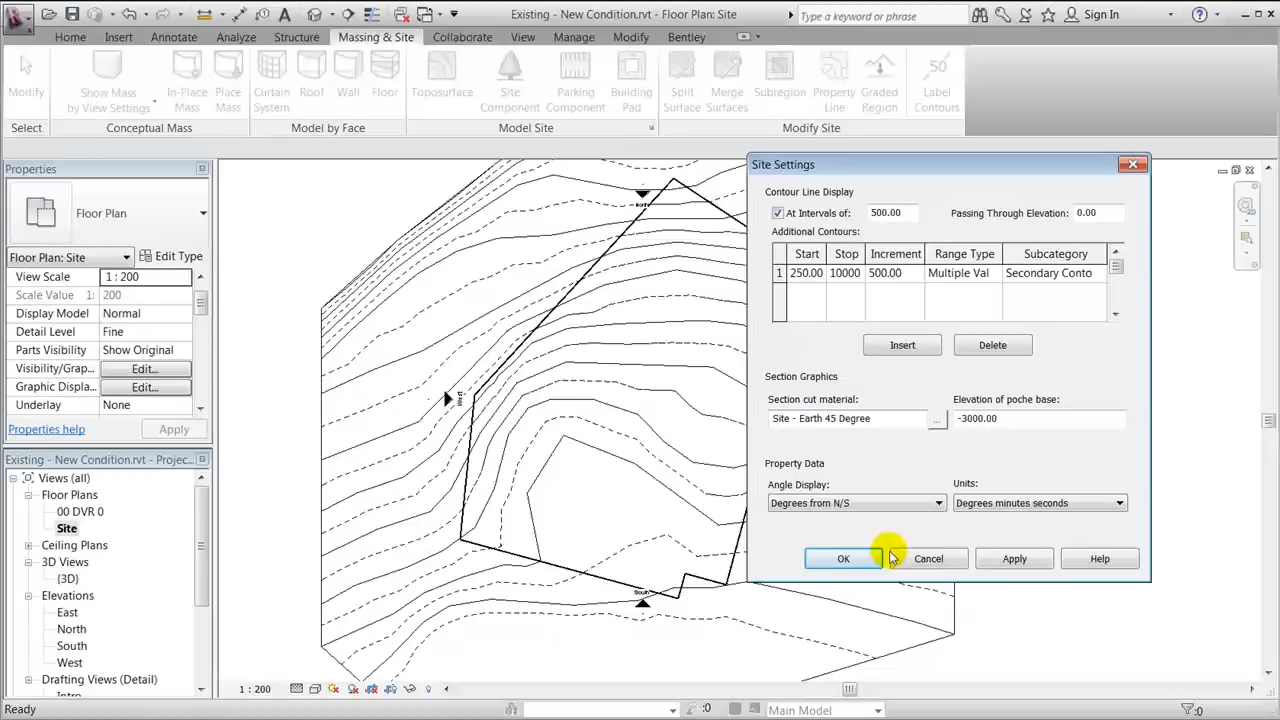 Existing - New Condition.rvt - Floor Plan: Site
Type a keyword or phrase
Sign In
Home Insert Annotate Analyze Structure Massing & Site Collaborate View Manage Modify Bentley
Modify
Show Mass
by View Settings
In-Place
Mass
Place
Mass
Curtain
System
Roof
Wall
Floor
Toposurface
Site
Component
Parking
Component
Building
Pad
Split
Surface
Merge
Surfaces
Subregion
Property
Line
Graded
Region
50
Label
Contours
Select
Conceptual Mass
Model by Face
Model Site
Modify Site
Properties
Floor Plan
Floor Plan: Site
Edit Type
View Scale 1 : 200
Scale Value 1: 200
Display Model Normal
Detail Level Fine
Parts Visibility Show Original
Visibility/Grap... Edit...
Graphic Displa... Edit...
Underlay None
Properties help
Apply
Existing - New Condition.rvt - Projec...
Views (all)
Floor Plans
00 DVR 0
Site
Ceiling Plans
3D Views
{3D}
Elevations
East
North
South
West
Drafting Views (Detail)
Intro
North
West
South
Site Settings
Contour Line Display
At Intervals of: 500.00
Passing Through Elevation: 0.00
Additional Contours:
Start Stop Increment Range Type Subcategory
1 250.00 10000 500.00 Multiple Val Secondary Conto
Insert
Delete
Section Graphics
Section cut material:
Elevation of poche base:
Site - Earth 45 Degree
...
-3000.00
Property Data
Angle Display:
Units:
Degrees from N/S
Degrees minutes seconds
OK
Cancel
Apply
Help
1 : 200
Ready
:0
Main Model
:0